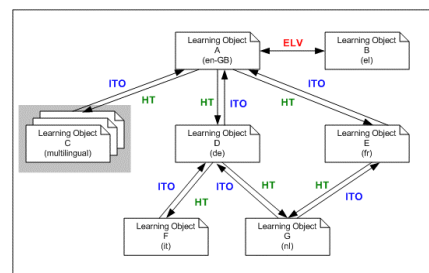 Learning Object
A
(en-GB)
ELV
Learning Object
B
(el)
ITO
HT
HT
ITO
ITO
HT
Learning Object
C
(multilingual)
Learning Object
D
(de)
Learning Object
E
(fr)
ITO
HT
HT
ITO
HT
ITO
Learning Object
F
(it)
Learning Object
G
(nl)